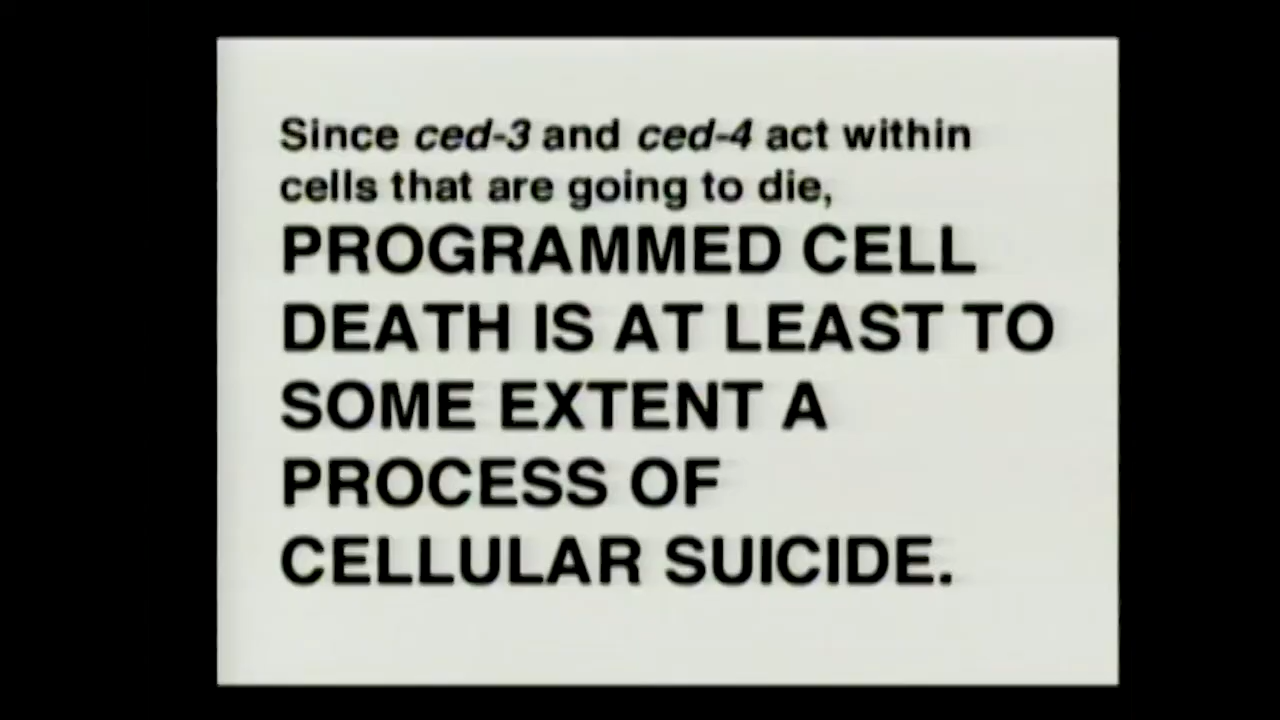 Since ced-3 and ced-4 act within
cells that are going to die,
PROGRAMMED CELL
DEATH IS AT LEAST TO
SOME EXTENT A
PROCESS OF
CELLULAR SUICIDE.